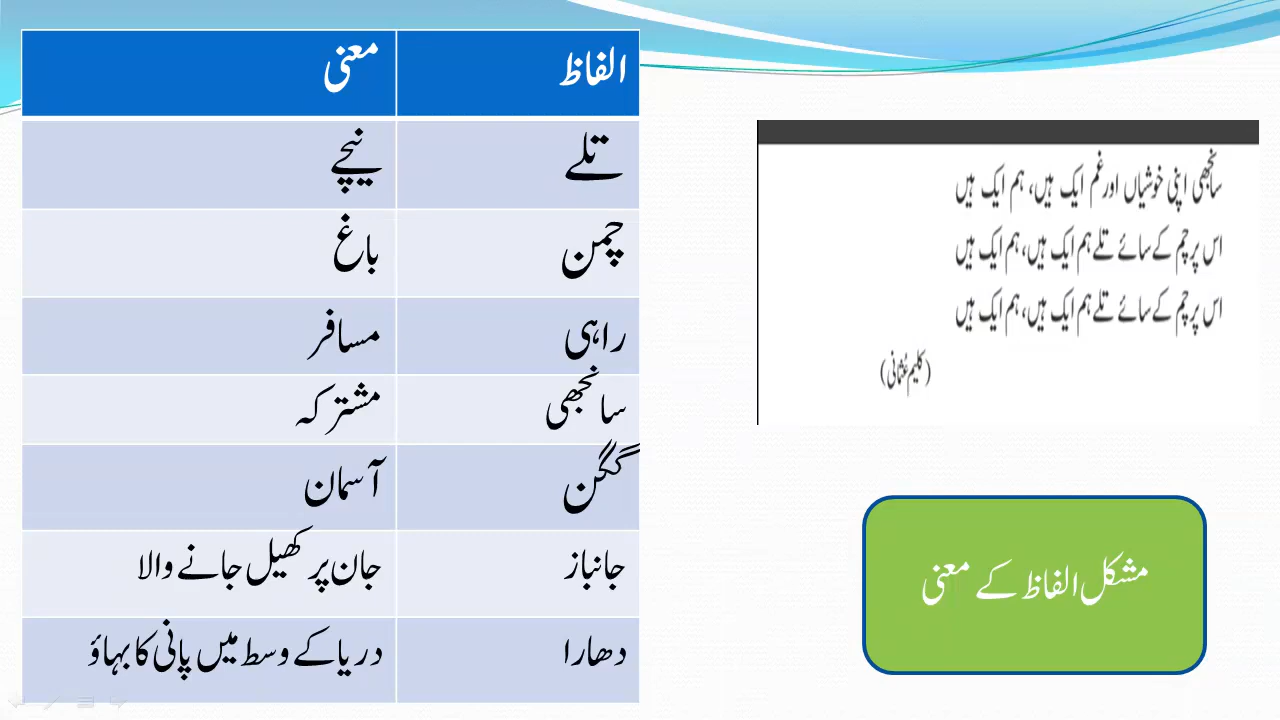 الفاظ معنی
تلے نیچے
چمن باغ
راہی مسافر
سانجھی مشترکہ
گگن آسمان
جانباز جان پر کھیل جانے والا
دھارا دریا کے وسط میں پانی کا بہاؤ
سانجھی اپنی خوشیاں اور غم ایک ہیں، ہم ایک ہیں
اس پرچم کے سائے تلے ہم ایک ہیں، ہم ایک ہیں
اس پرچم کے سائے تلے ہم ایک ہیں، ہم ایک ہیں
(کلیم عُثمانی)
مشکل الفاظ کے معنی